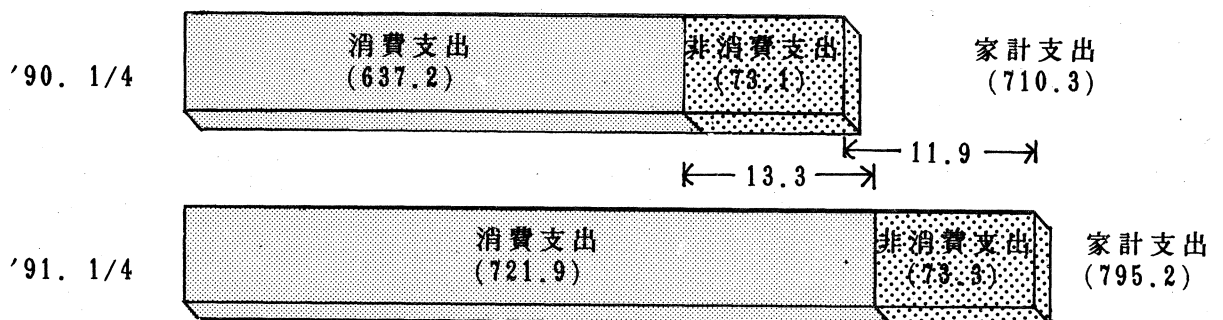 消費支出
(637.2)
非消費支出
(73.1)
家計支出
(710.3)
'90. 1/4
11.9
13.3
消費支出
(721.9)
非消費支出
(73.3)
家計支出
(795.2)
'91. 1/4